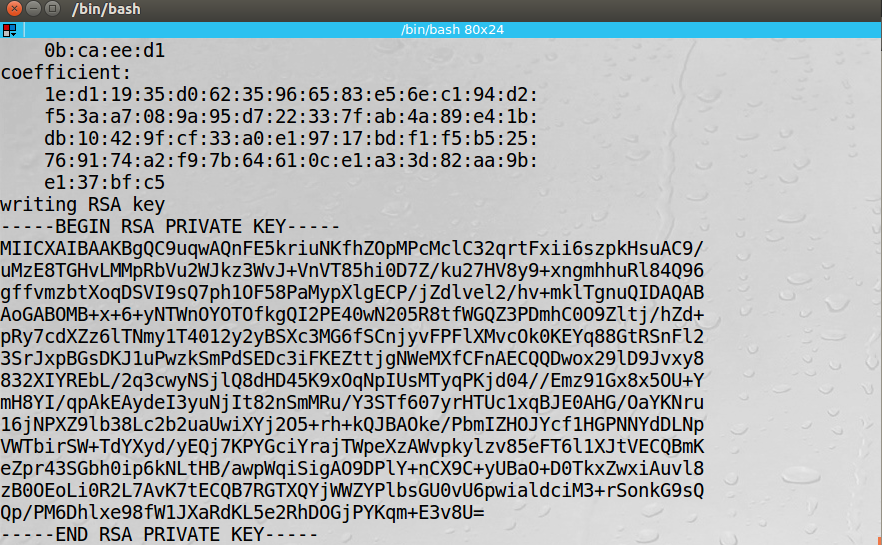 /bin/bash
/bin/bash 80x24
0b:ca:ee:d1
coefficient:
1e:d1:19:35:d0:62:35:96:65:83:e5:6e:c1:94:d2:
f5:3a:a7:08:9a:95:d7:22:33:7f:ab:4a:89:e4:1b:
db:10:42:9f:cf:33:a0:e1:97:17:bd:f1:f5:b5:25:
76:91:74:a2:f9:7b:64:61:0c:e1:a3:3d:82:aa:9b:
e1:37:bf:c5
writing RSA key
-----BEGIN RSA PRIVATE KEY-----
MIICXAIBAAKBgQC9uqwAQnFE5kriuNKfhZOpMPcMclC32qrtFxii6szpkHsuAC9/
uMzE8TGHvLMMpRbVu2WJkz3WvJ+VnVT85hi0D7Z/ku27HV8y9+xngmhhuRl84Q96
gffvmzbtXoqDSVI9sQ7ph1OF58PaMypXlgECP/jZdlvel2/hv+mklTgnuQIDAQAB
AoGABOMB+x+6+yNTWnOYOTOfkgQI2PE40wN205R8tfWGQZ3PDmhC0O9Zltj/hZd+
pRy7cdXZz6lTNmy1T4012y2yBSXc3MG6fSCnjyvFPFlXMvcOk0KEYq88GtRSnFl2
3SrJxpBGsDKJ1uPwzkSmPdSEDc3iFKEZttjgNWeMXfCFnAECQQDwox29lD9Jvxy8
832XIYREbL/2q3cwyNSjlQ8dHD45K9xOqNpIUsMTyqPKjd04//Emz91Gx8x5OU+Y
mH8YI/qpAkEAydeI3yuNjIt82nSmMRu/Y3STf607yrHTUc1xqBJE0AHG/OaYKNru
16jNPXZ9lb38Lc2b2uaUwiXYj2O5+rh+kQJBAOke/PbmIZHOJYcf1HGPNNYdDLNp
VWTbirSW+TdYXyd/yEQj7KPYGciYrajTWpeXzAWvpkylzv85eFT6l1XJtVECQBmK
eZpr43SGbh0ip6kNLtHB/awpWqiSigAO9DPlY+nCX9C+yUBaO+D0TkxZwxiAuvl8
zB0OEoLi0R2L7AvK7tECQB7RGTXQYjWWZYPlbsGU0vU6pwialdciM3+rSonkG9sQ
Qp/PM6Dhlxe98fW1JXaRdKL5e2RhDOGjPYKqm+E3v8U=
-----END RSA PRIVATE KEY-----